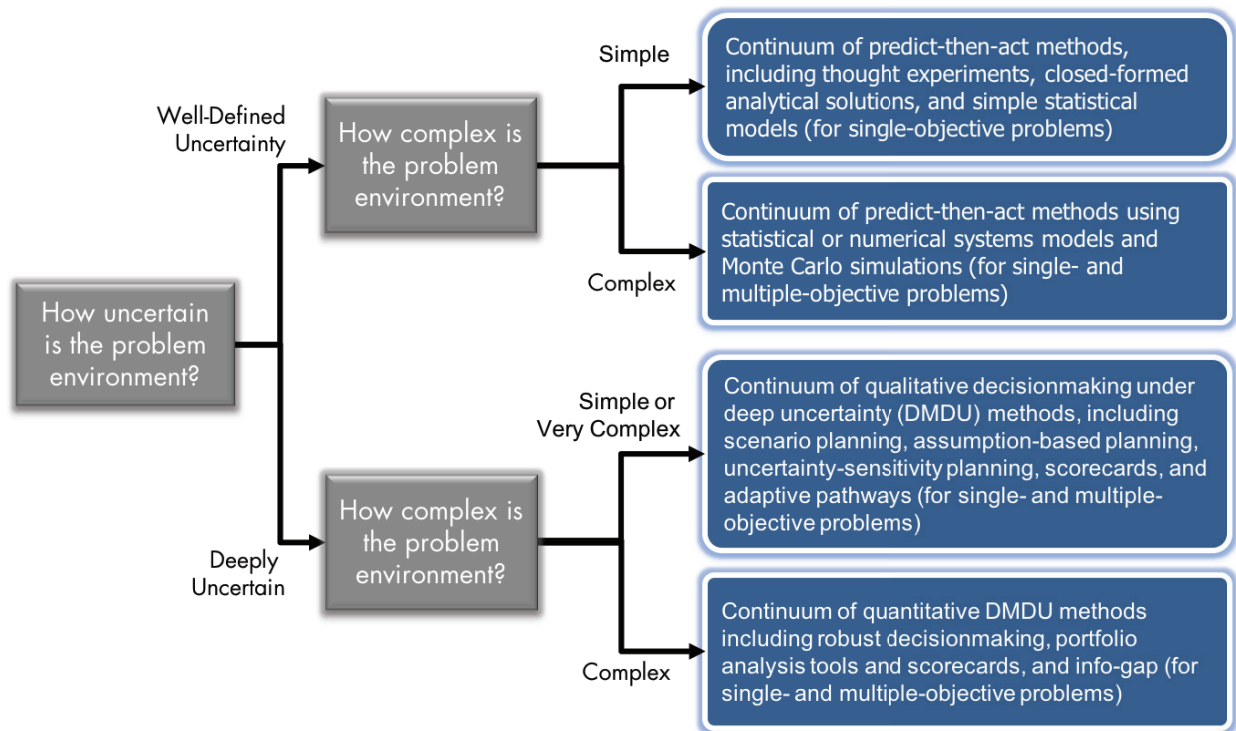 Simple
Continuum of predict-then-act methods,
including thought experiments, closed-formed
analytical solutions, and simple statistical
models (for single-objective problems)
Well-Defined
Uncertainty
How complex is
the problem
environment?
Continuum of predict-then-act methods using
statistical or numerical systems models and
Monte Carlo simulations (for single- and
multiple-objective problems)
Complex
How uncertain
is the problem
environment?
Simple or
Very Complex
Continuum of qualitative decisionmaking under
deep uncertainty (DMDU) methods, including
scenario planning, assumption-based planning,
uncertainty-sensitivity planning, scorecards, and
adaptive pathways (for single- and multiple-
objective problems)
How complex is
the problem
environment?
Deeply
Uncertain
Continuum of quantitative DMDU methods
including robust decisionmaking, portfolio
analysis tools and scorecards, and info-gap (for
single- and multiple-objective problems)
Complex